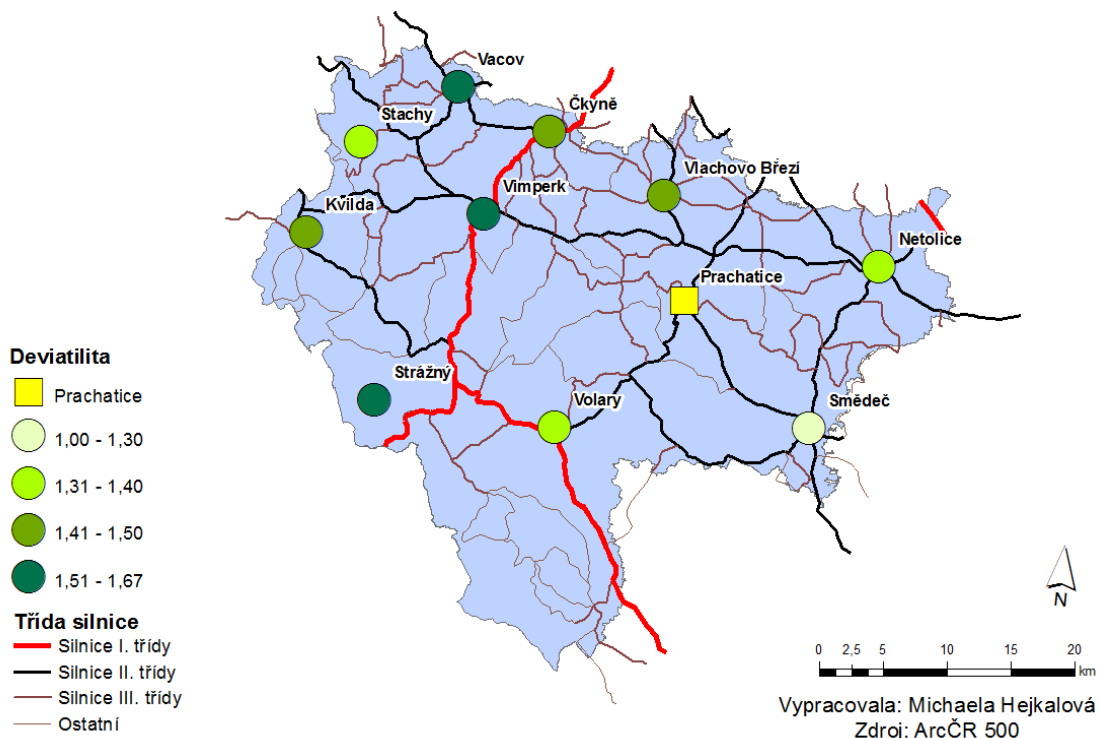 Vacov
Čkyně
Stachy
Vlachovo Březí
Vimperk
Kvilda
Netolice
Prachatice
Strážný
Volary
Smědeč
Deviatilita
Prachatice
1,00 - 1,30
1,31 - 1,40
1,41 - 1,50
1,51 - 1,67
Třída silnice
Silnice I. třídy
Silnice II. třídy
Silnice III. třídy
Ostatní
N
0 2,5 5 10 15 20
km
Vypracovala: Michaela Hejkalová
Zdroj: ArcČR 500